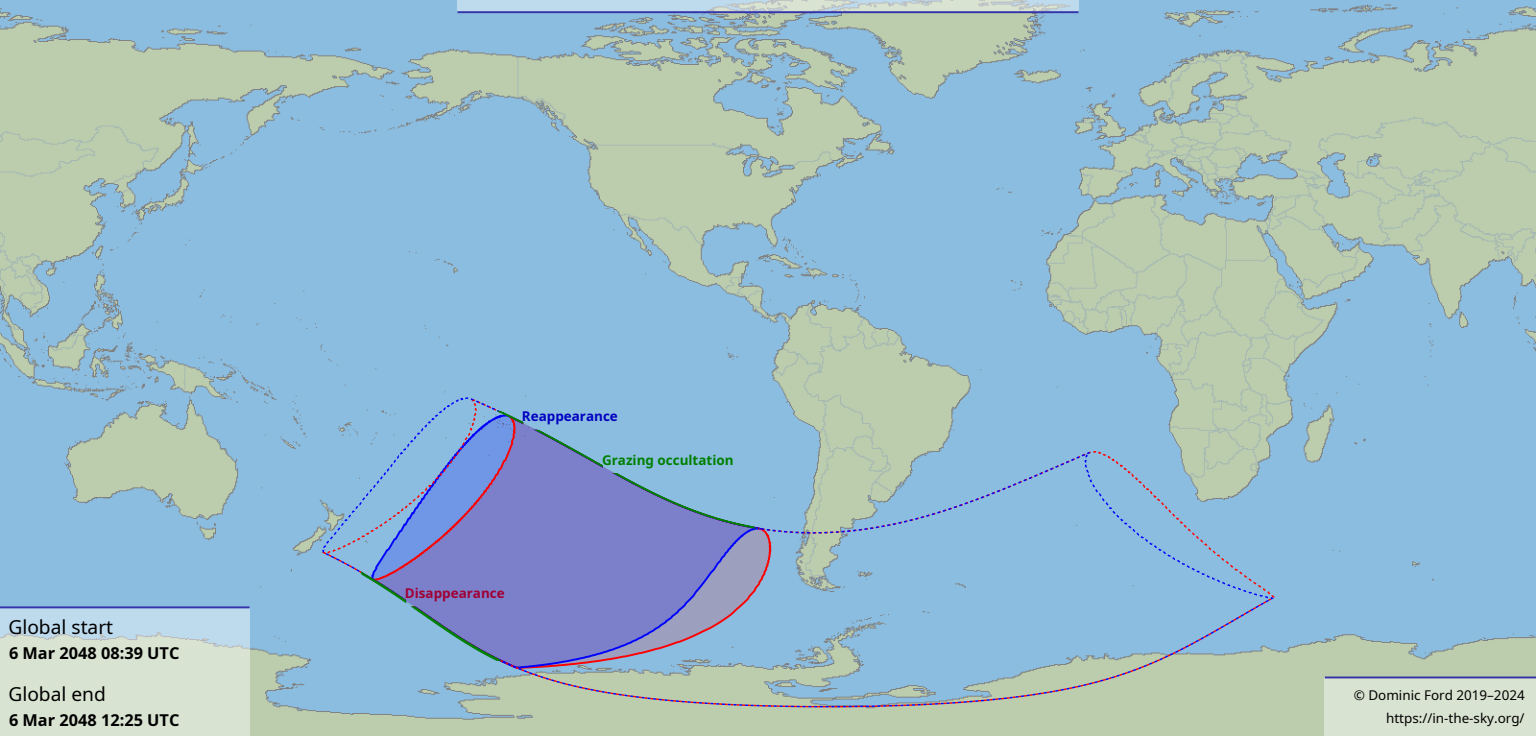 Reappearance
Grazing occultation
Disappearance
Global start
6 Mar 2048 08:39 UTC
Global end
6 Mar 2048 12:25 UTC
© Dominic Ford 2019–2024
https://in-the-sky.org/